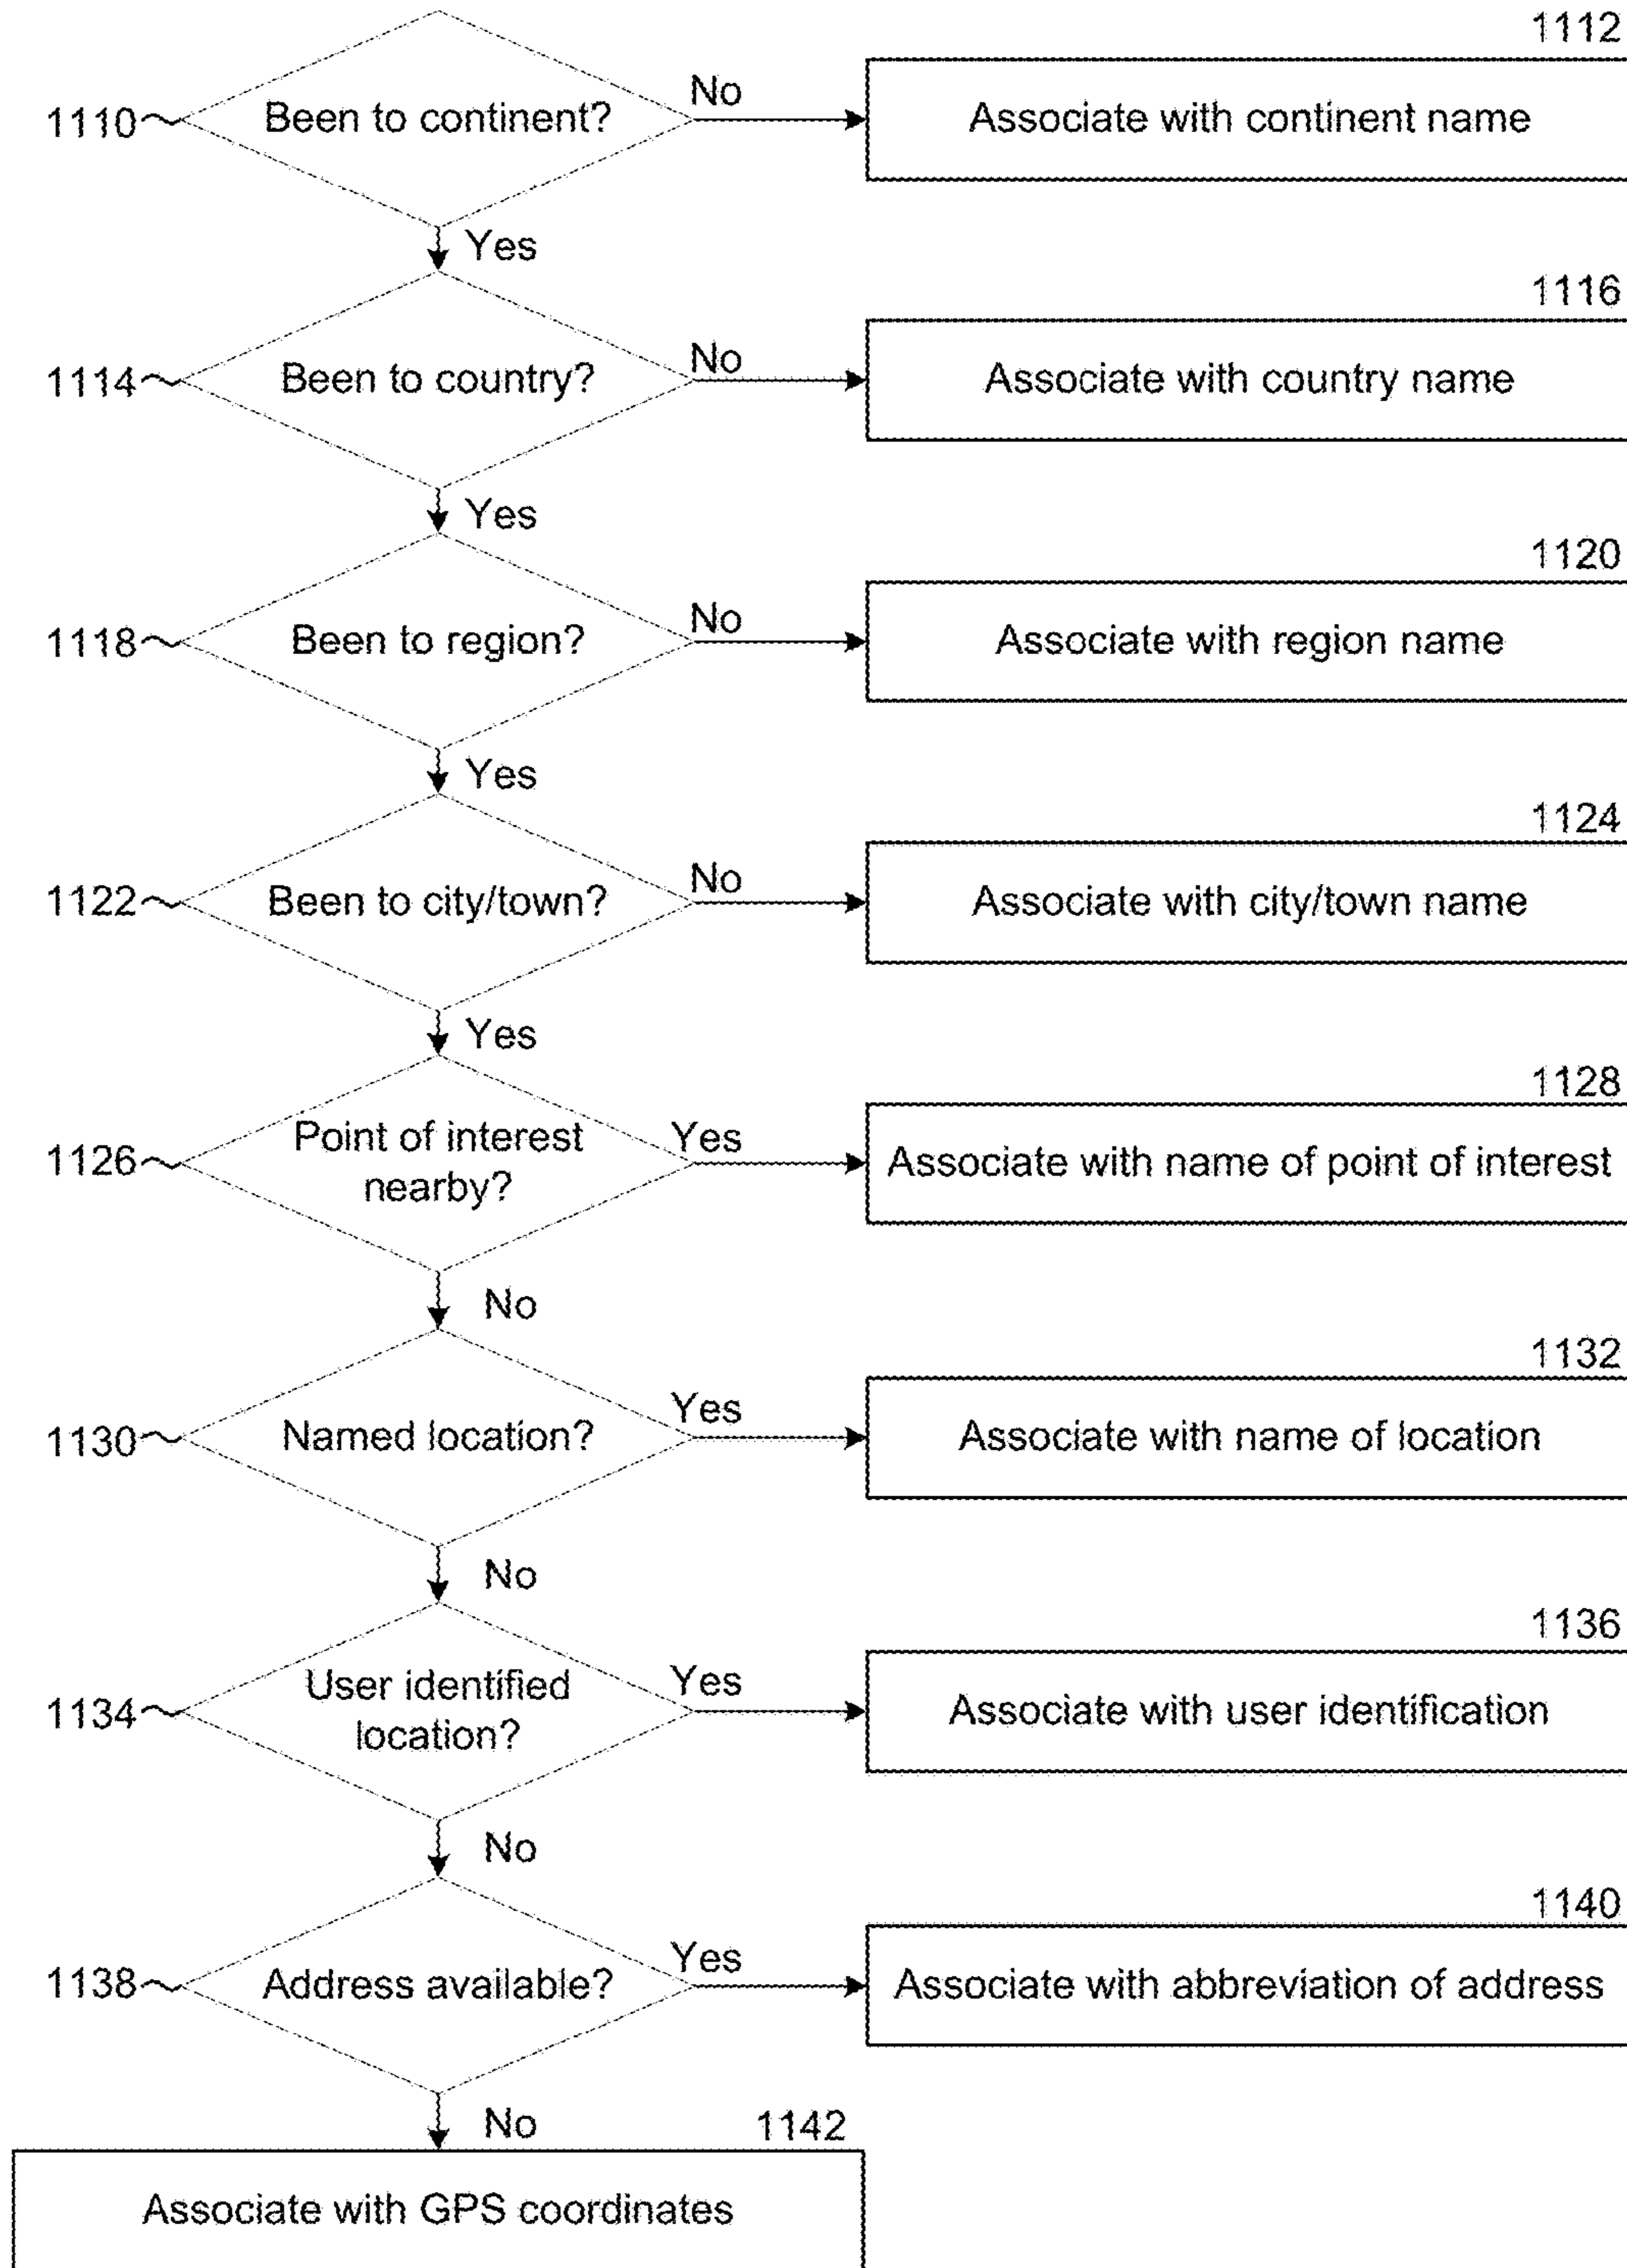 1112
1110
Been to continent?
No
Associate with continent name
Yes
1116
1114
Been to country?
No
Associate with country name
Yes
1120
1118
Been to region?
No
Associate with region name
Yes
1124
1122
Been to city/town?
No
Associate with city/town name
Yes
1128
1126
Point of interest
nearby?
Yes
Associate with name of point of interest
No
1132
1130
Named location?
Yes
Associate with name of location
No
1136
1134
User identified
location?
Yes
Associate with user identification
No
1140
1138
Address available?
Yes
Associate with abbreviation of address
No
1142
Associate with GPS coordinates